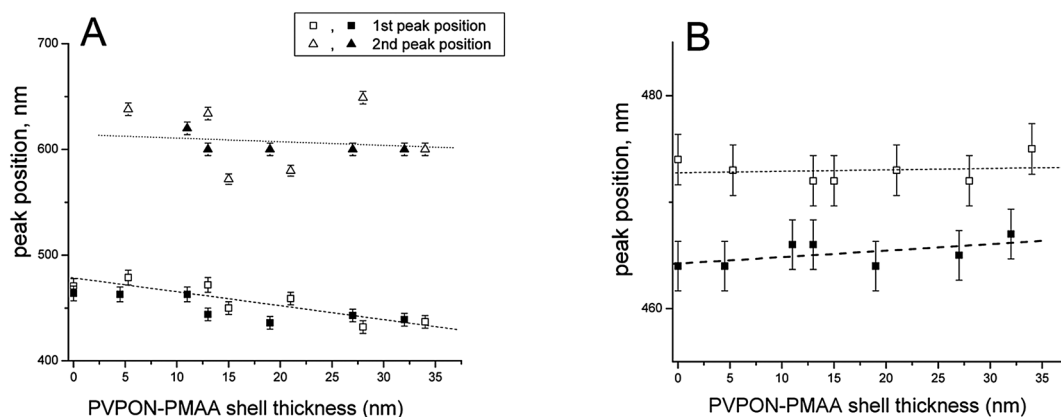 A
□ , ■ 1st peak position
△ , ▲ 2nd peak position
700
600
500
400
peak position, nm
0 5 10 15 20 25 30 35
PVPON-PMAA shell thickness (nm)
B
480
460
peak position, nm
0 5 10 15 20 25 30 35
PVPON-PMAA shell thickness (nm)